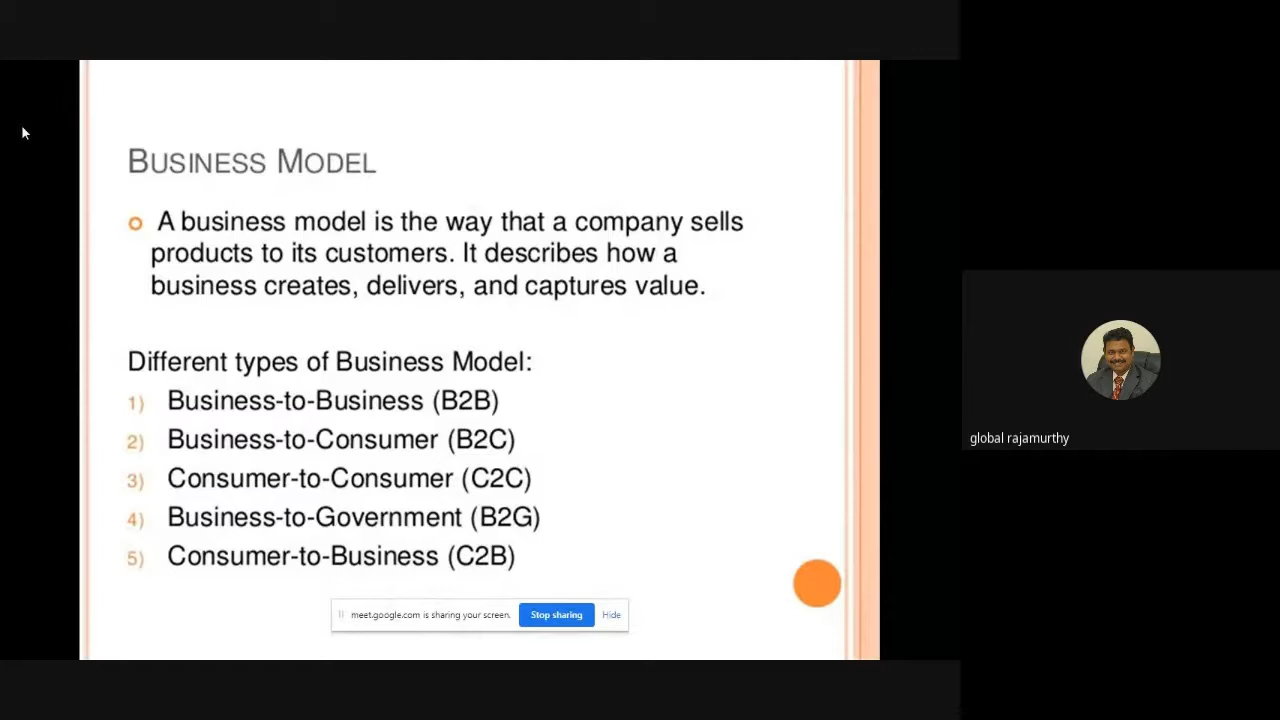 BUSINESS MODEL
A business model is the way that a company sells
products to its customers. It describes how a
business creates, delivers, and captures value.
Different types of Business Model:
1) Business-to-Business (B2B)
2) Business-to-Consumer (B2C)
3) Consumer-to-Consumer (C2C)
4) Business-to-Government (B2G)
5) Consumer-to-Business (C2B)
meet.google.com is sharing your screen. Stop sharing Hide
global rajamurthy